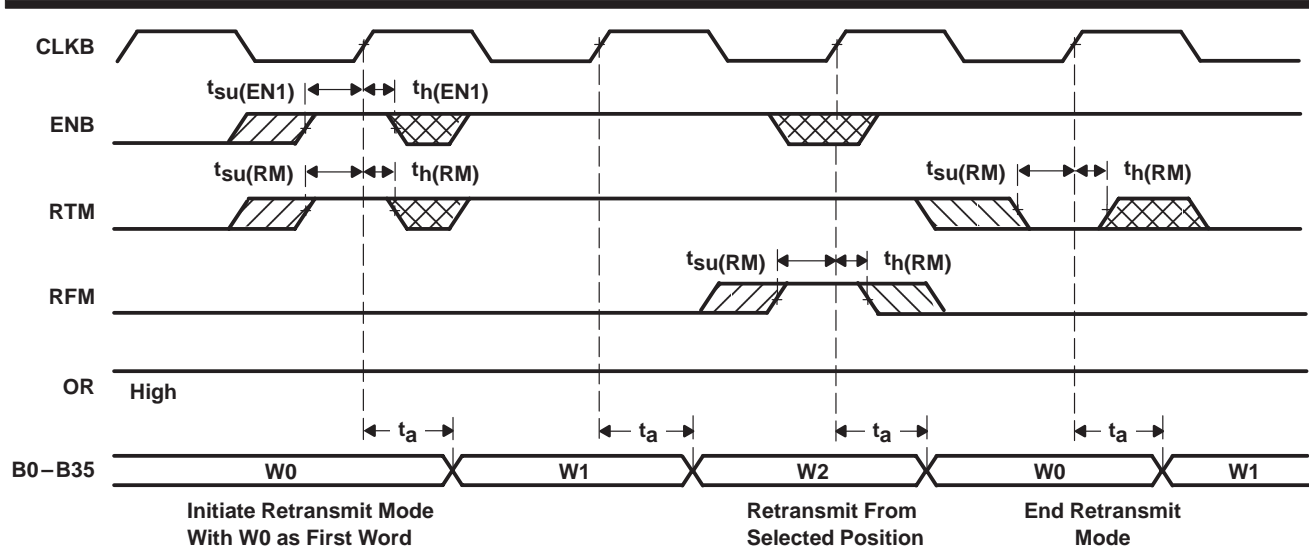 CLKB
tsu(EN1) th(EN1)
ENB
tsu(RM) th(RM) tsu(RM) th(RM)
RTM
tsu(RM) th(RM)
RFM
OR High
ta ta ta ta
B0–B35 W0 W1 W2 W0 W1
Initiate Retransmit Mode Retransmit From End Retransmit
With W0 as First Word Selected Position Mode